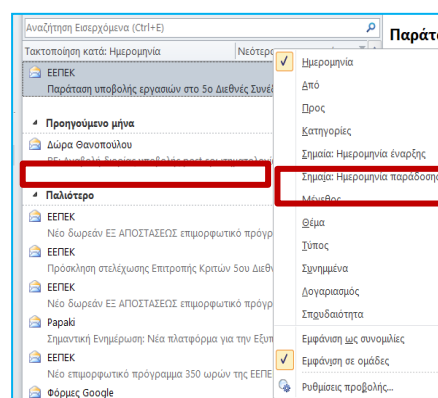 Αναζήτηση Εισερχόμενα (Ctrl+E)
Παράτ
Τακτοποίηση κατά: Ημερομηνία
Νεότερο
ΕΕΠΕΚ
Παράταση υποβολής εργασιών στο 5ο Διεθνές Συνέ
Προηγούμενο μήνα
Δώρα Θανοπούλου
Παλιότερο
ΕΕΠΕΚ
Νέο δωρεάν ΕΞ ΑΠΟΣΤΑΣΕΩΣ επιμορφωτικό πρόγρ
ΕΕΠΕΚ
Πρόσκληση στελέχωσης Επιτροπής Κριτών 5ου Διεθν
ΕΕΠΕΚ
Νέο δωρεάν ΕΞ ΑΠΟΣΤΑΣΕΩΣ επιμορφωτικό πρόγρ
Papaki
Σημαντική Ενημέρωση: Νέα πλατφόρμα για την Εξυπ
ΕΕΠΕΚ
Νέο επιμορφωτικό πρόγραμμα 350 ωρών της ΕΕΠΕ
Φόρμες Google
Ημερομηνία
Από
Προς
Κατηγορίες
Σημαία: Ημερομηνία έναρξης
Σημαία: Ημερομηνία παράδοσης
Μέγεθος
Θέμα
Τύπος
Συνημμένα
Λογαριασμός
Σπουδαιότητα
Εμφάνιση ως συνομιλίες
Εμφάνιση σε ομάδες
Ρυθμίσεις προβολής...